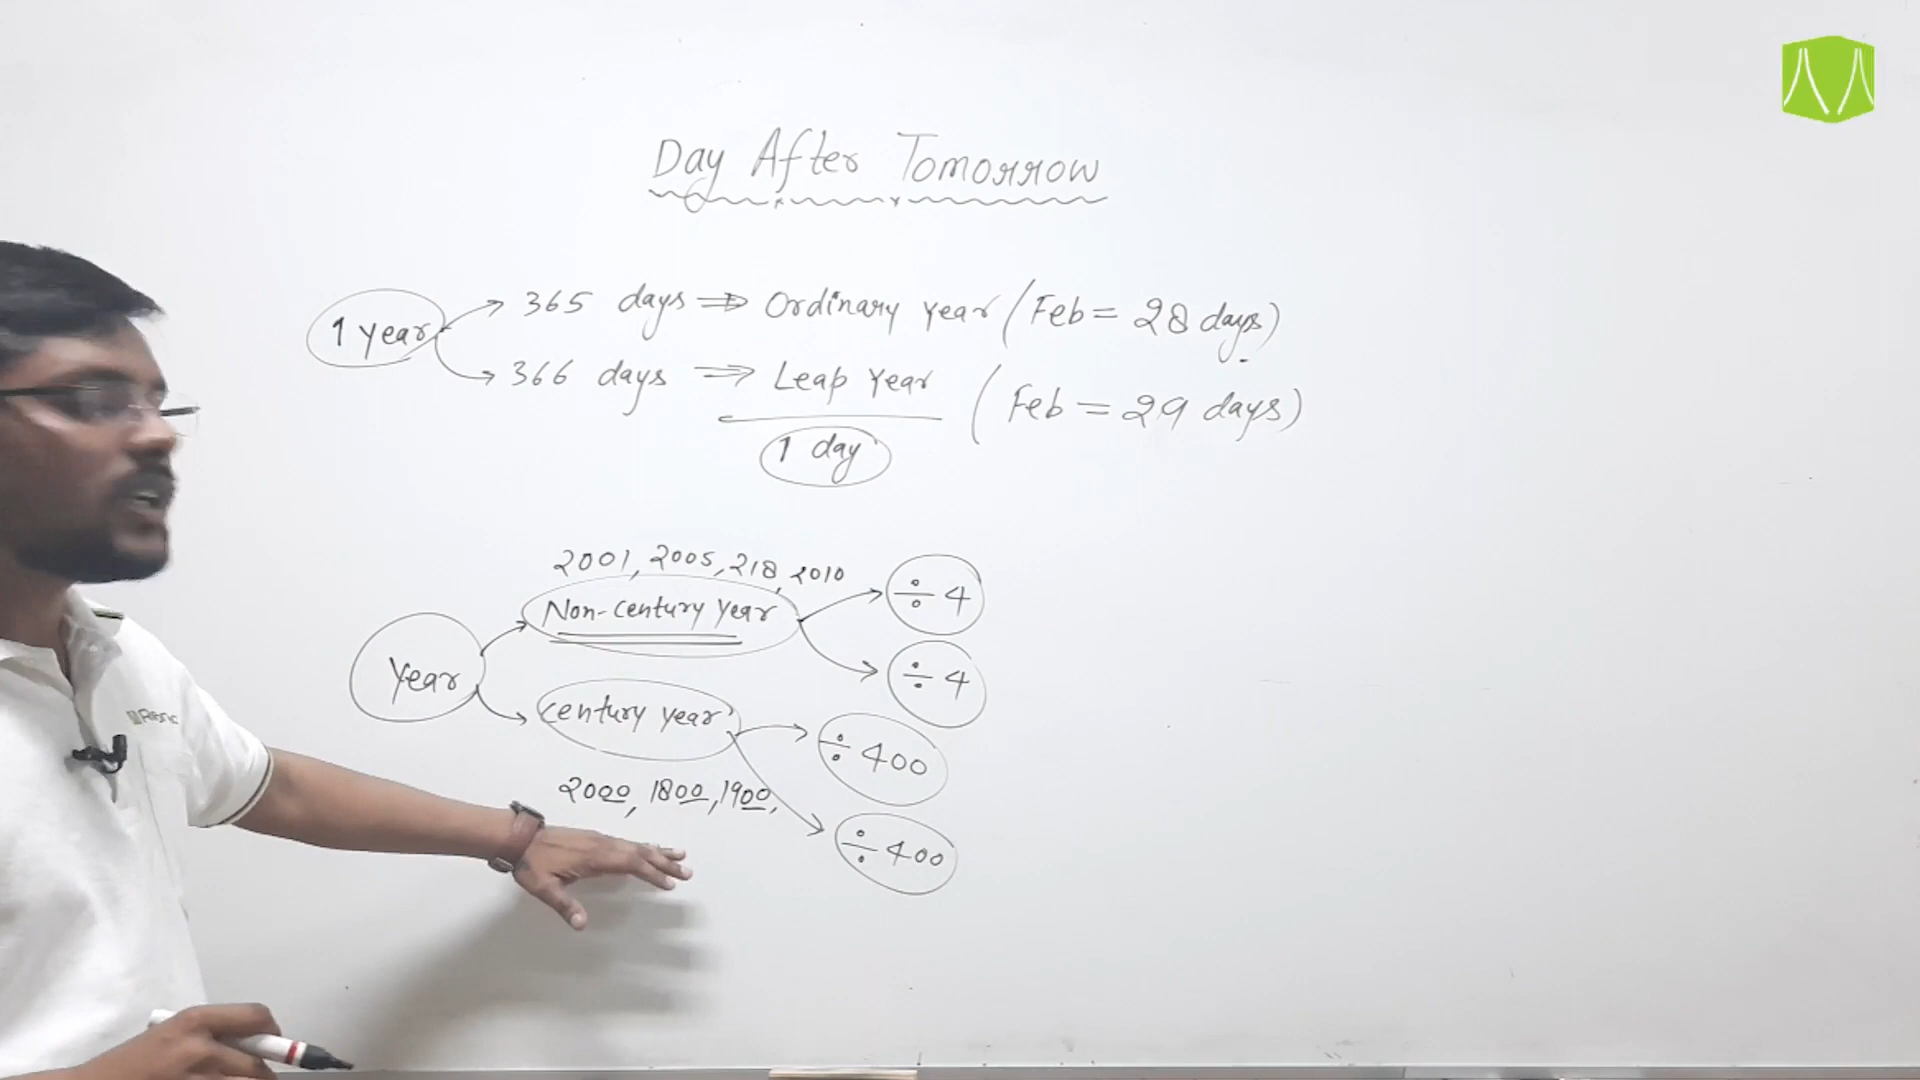 Day After Tomorrow
1 year
365 days ⇒ Ordinary year (Feb = 28 days)
366 days ⇒ Leap year (Feb = 29 days)
1 day
2001, 2005, 218, 2010
Year
Non-century year
÷ 4
÷ 4
century year
÷ 400
2000, 1800, 1900,
÷ 400